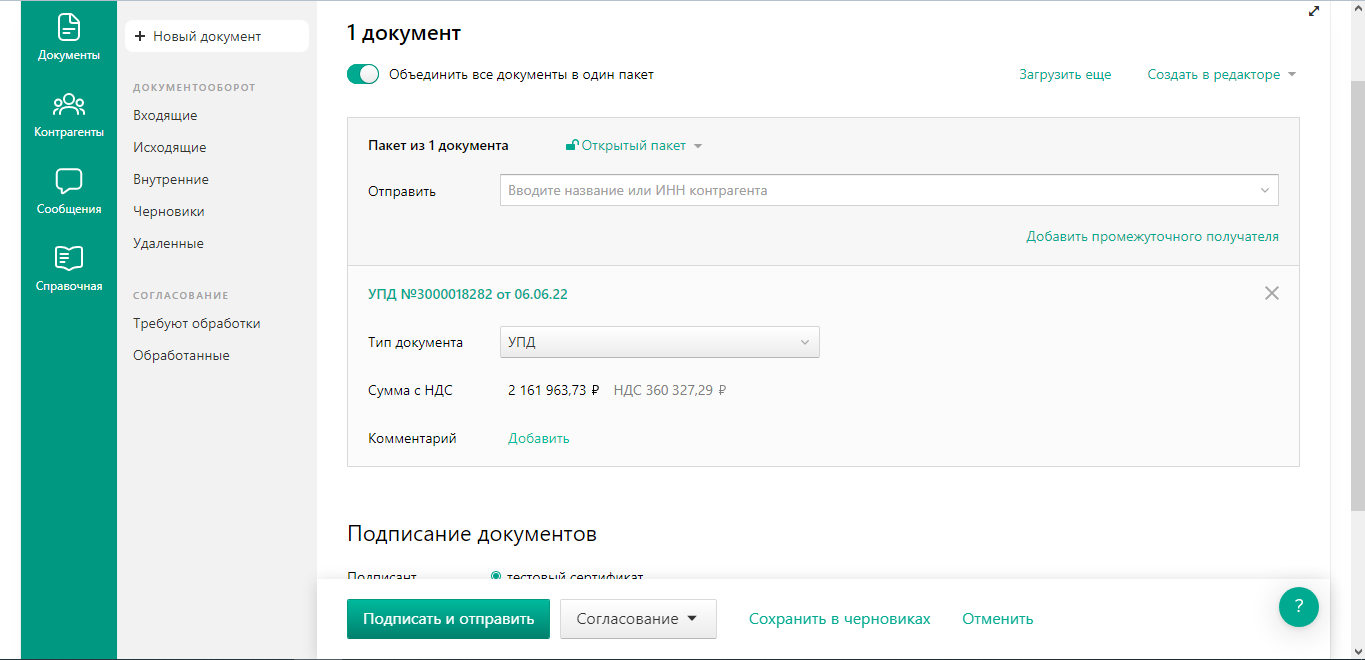 Документы
Контрагенты
Сообщения
Справочная
+ Новый документ
ДОКУМЕНТООБОРОТ
Входящие
Исходящие
Внутренние
Черновики
Удаленные
СОГЛАСОВАНИЕ
Требуют обработки
Обработанные
1 документ
Объединить все документы в один пакет
Загрузить еще
Создать в редакторе
Пакет из 1 документа
Открытый пакет
Отправить
Введите название или ИНН контрагента
Добавить промежуточного получателя
УПД №3000018282 от 06.06.22
Тип документа
УПД
Сумма с НДС
2 161 963,73 ₽ НДС 360 327,29 ₽
Комментарий
Добавить
Подписание документов
Подписант
тестовый сертификат
Подписать и отправить
Согласование
Сохранить в черновиках
Отменить
?